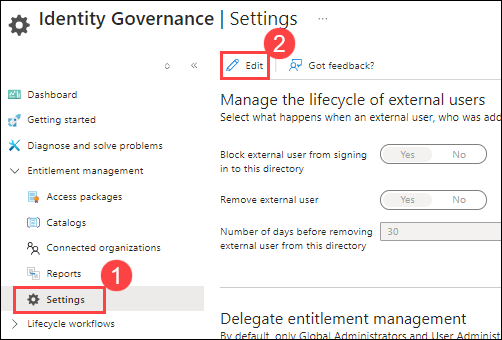 Identity Governance | Settings ...
2
Edit
Got feedback?
Dashboard
Getting started
Diagnose and solve problems
Entitlement management
Access packages
Catalogs
Connected organizations
Reports
1
Settings
Lifecycle workflows
Manage the lifecycle of external users
Select what happens when an external user, who was add
Block external user from signing
in to this directory
Yes No
Remove external user
Yes No
Number of days before removing
external user from this directory
30
Delegate entitlement management
By default, only Global Administrators and User Administ